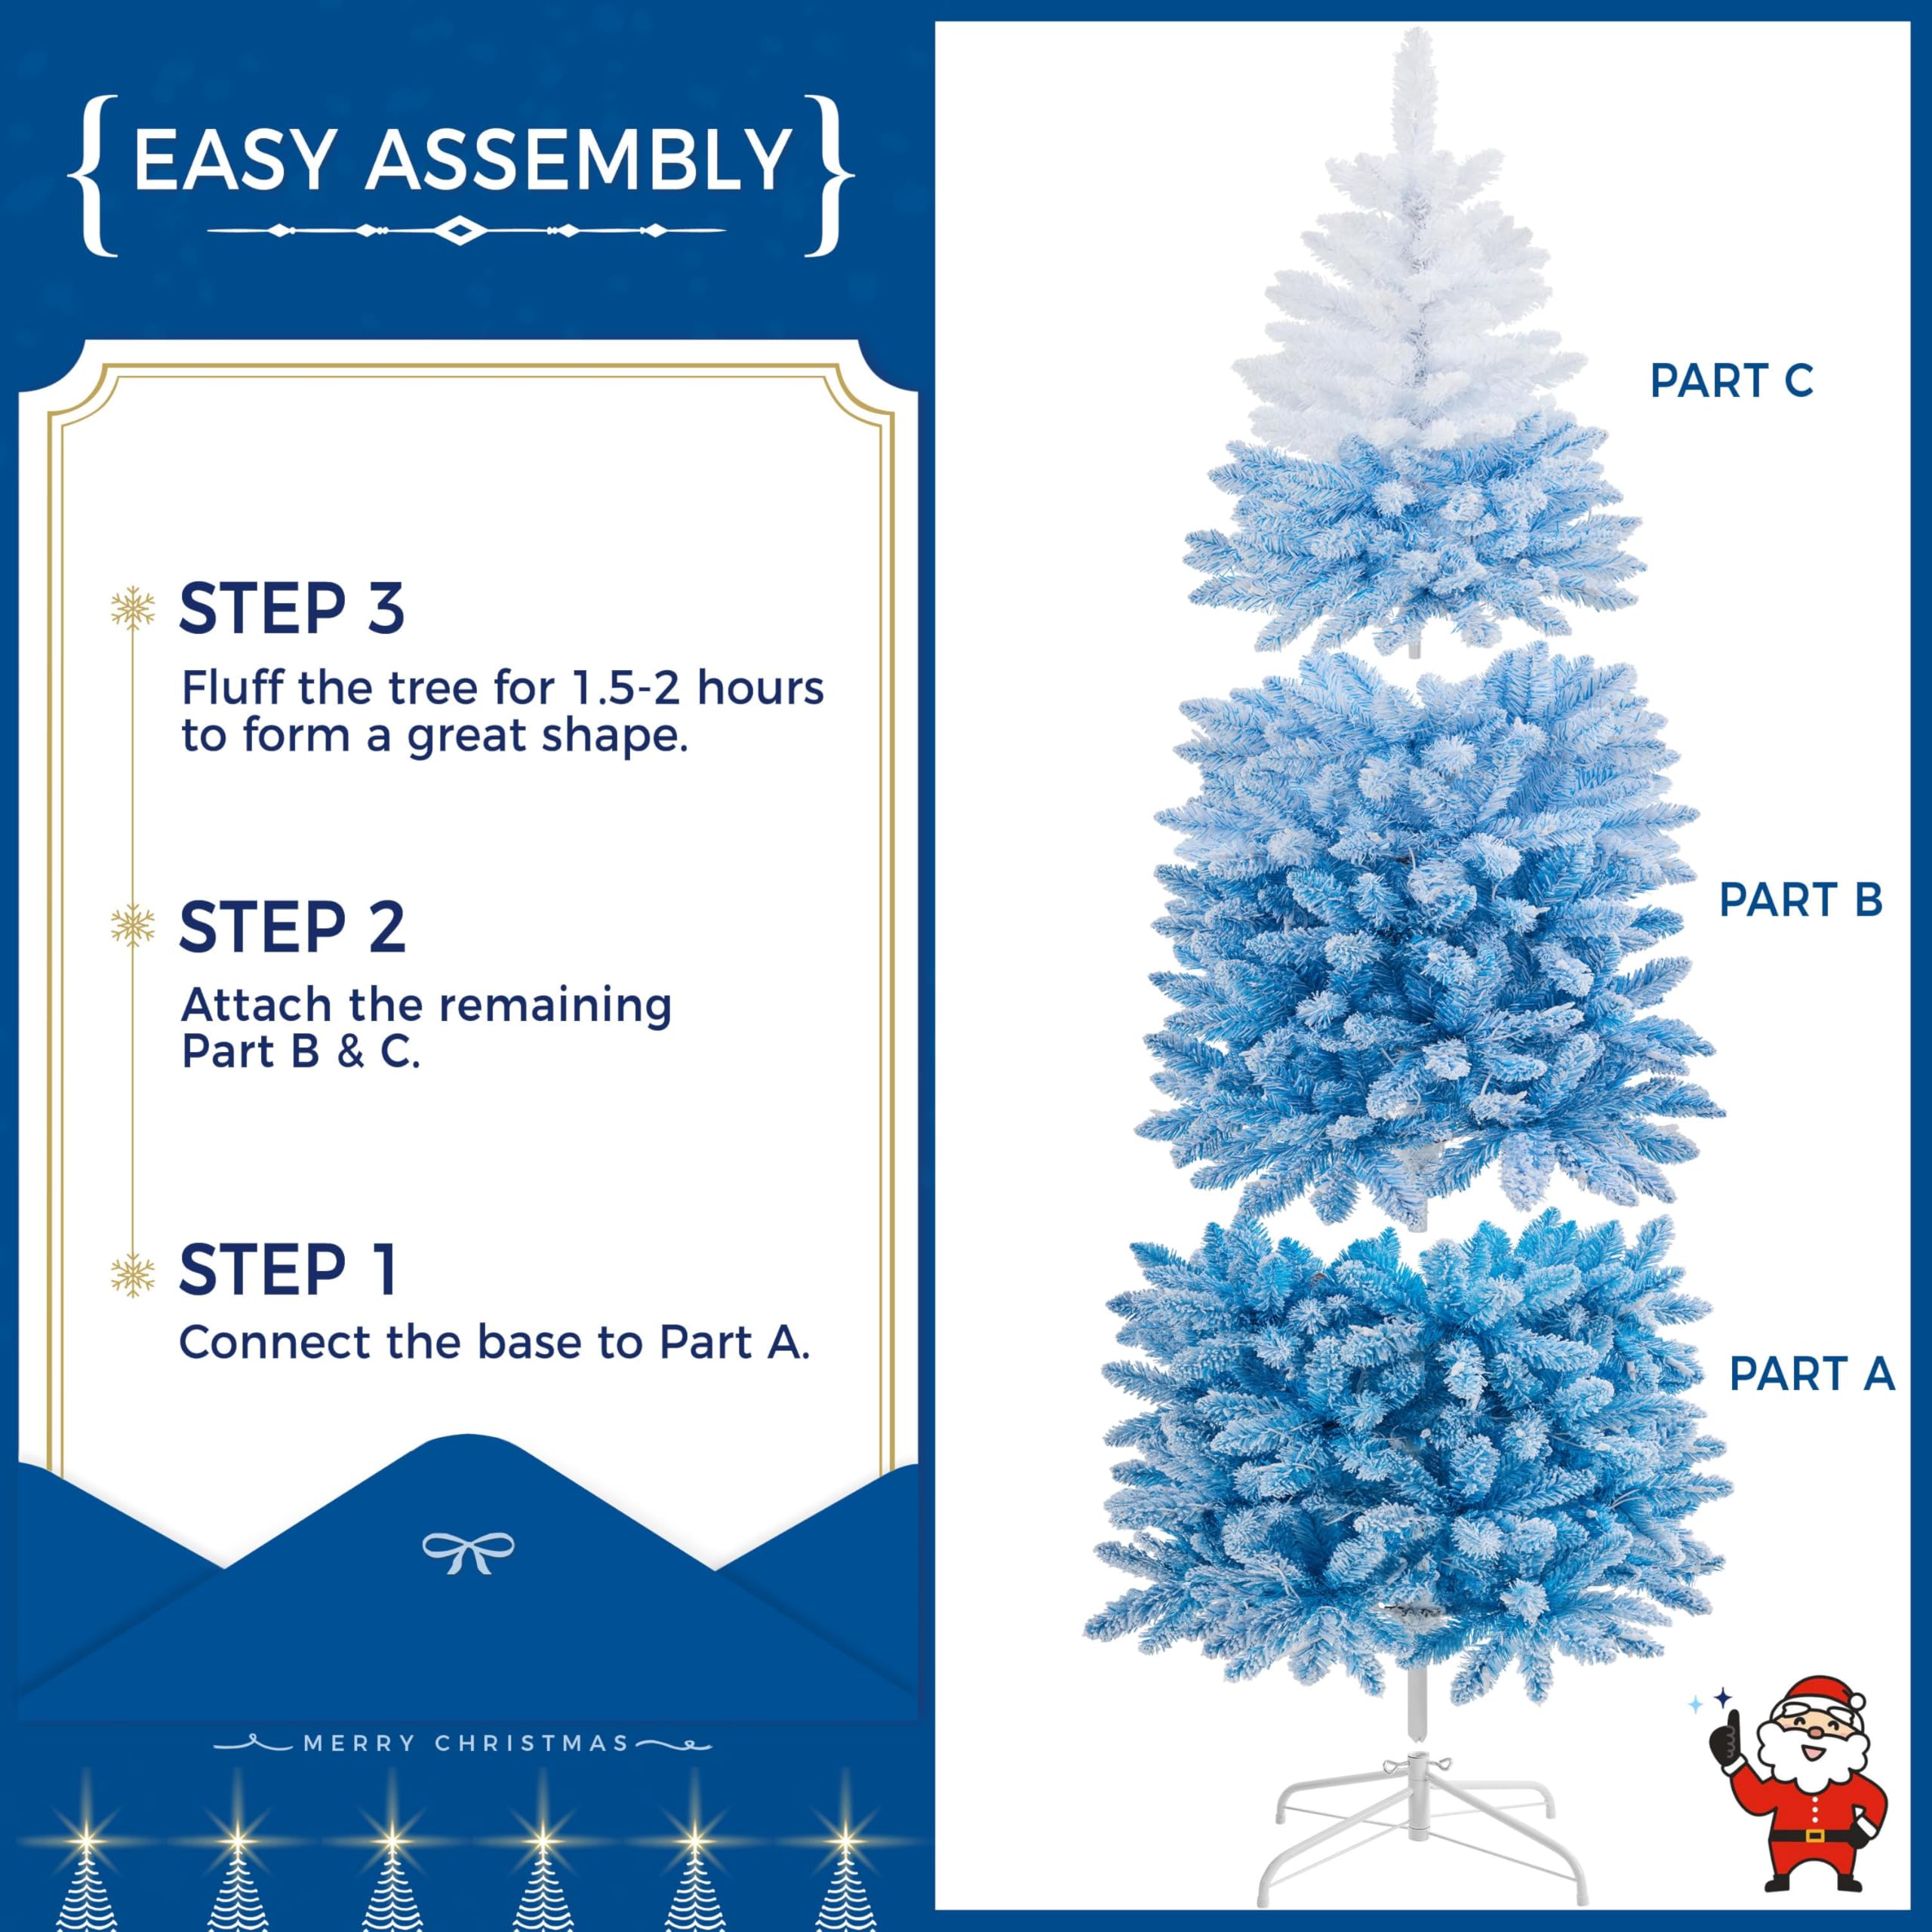 EASY ASSEMBLY
STEP 3
Fluff the tree for 1.5-2 hours
to form a great shape.
STEP 2
Attach the remaining
Part B & C.
STEP 1
Connect the base to Part A.
MERRY CHRISTMAS
PART C
PART B
PART A